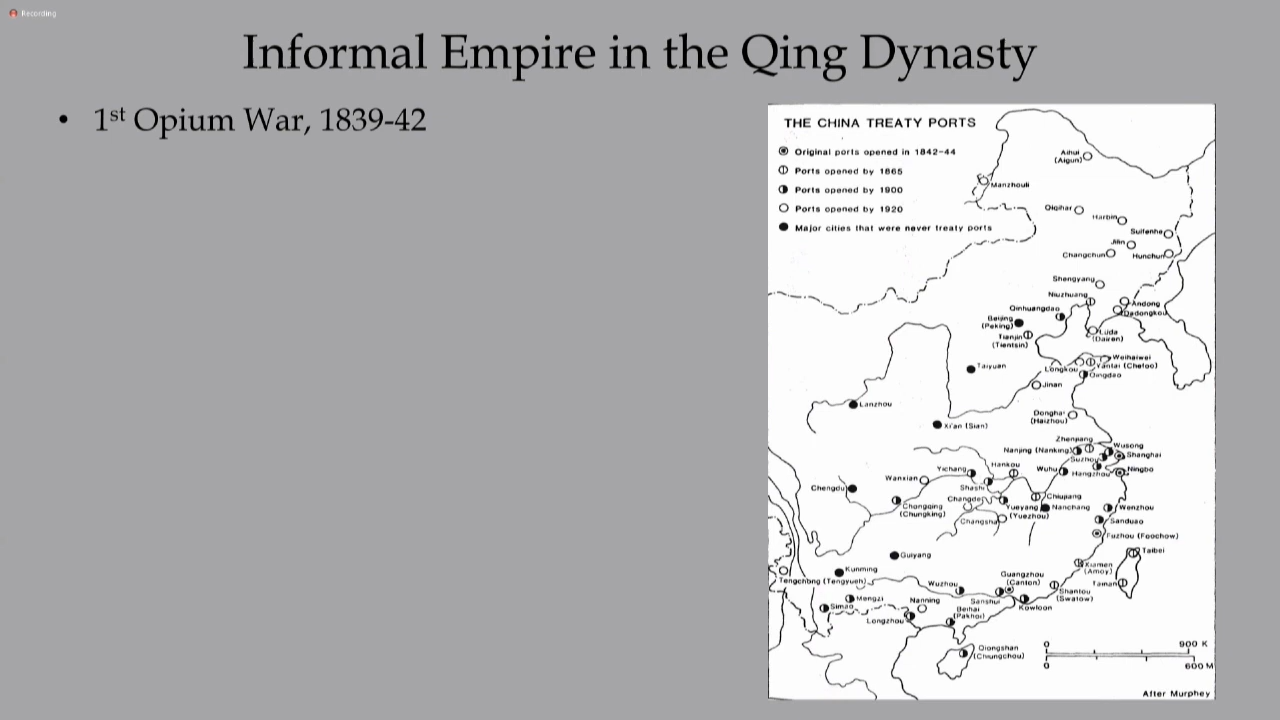 Recording
Informal Empire in the Qing Dynasty
• 1st Opium War, 1839-42
THE CHINA TREATY PORTS
Original ports opened in 1842-44
Ports opened by 1865
Ports opened by 1900
Ports opened by 1920
Major cities that were never treaty ports
Aihui
(Aigun)
Manzhouli
Qiqihar
Harbin
Suifenhe
Jilin
Changchun
Hunchun
Shengyang
Niuzhuang
Andong
Dadongkou
Qinhuangdao
Beijing
(Peking)
Tianjin
(Tientsin)
Luda
(Dairen)
Weihaiwei
Yantai (Chefoo)
Longkou
Qingdao
Taiyuan
Jinan
Lanzhou
Donghai
(Haizhou)
Xi'an (Sian)
Zhenpang
Wusong
Nanjing (Nanking)
Shanghai
Suzhou
Hankou
Yichang
Wuhu
Hangzhou
Ningbo
Wanxian
Shashi
Chengdu
Changde
Chiupang
Chongqing
(Chungking)
Yueyang
(Yuezhou)
Nanchang
Wenzhou
Changsha
Sanduao
Fuzhou (Foochow)
Guiyang
Taibei
Kunming
Xiamen
(Amoy)
Tengchong (Tengyueh)
Guangzhou
(Canton)
Wuzhou
Tainan
Shantou
(Swatow)
Mengzi
Nanning
Sanshui
Simao
Beihai
(Pakhoi)
Kowloon
Longzhou
Qiongshan
(Chiungchou)
0 900 K
0 600 M
After Murphey